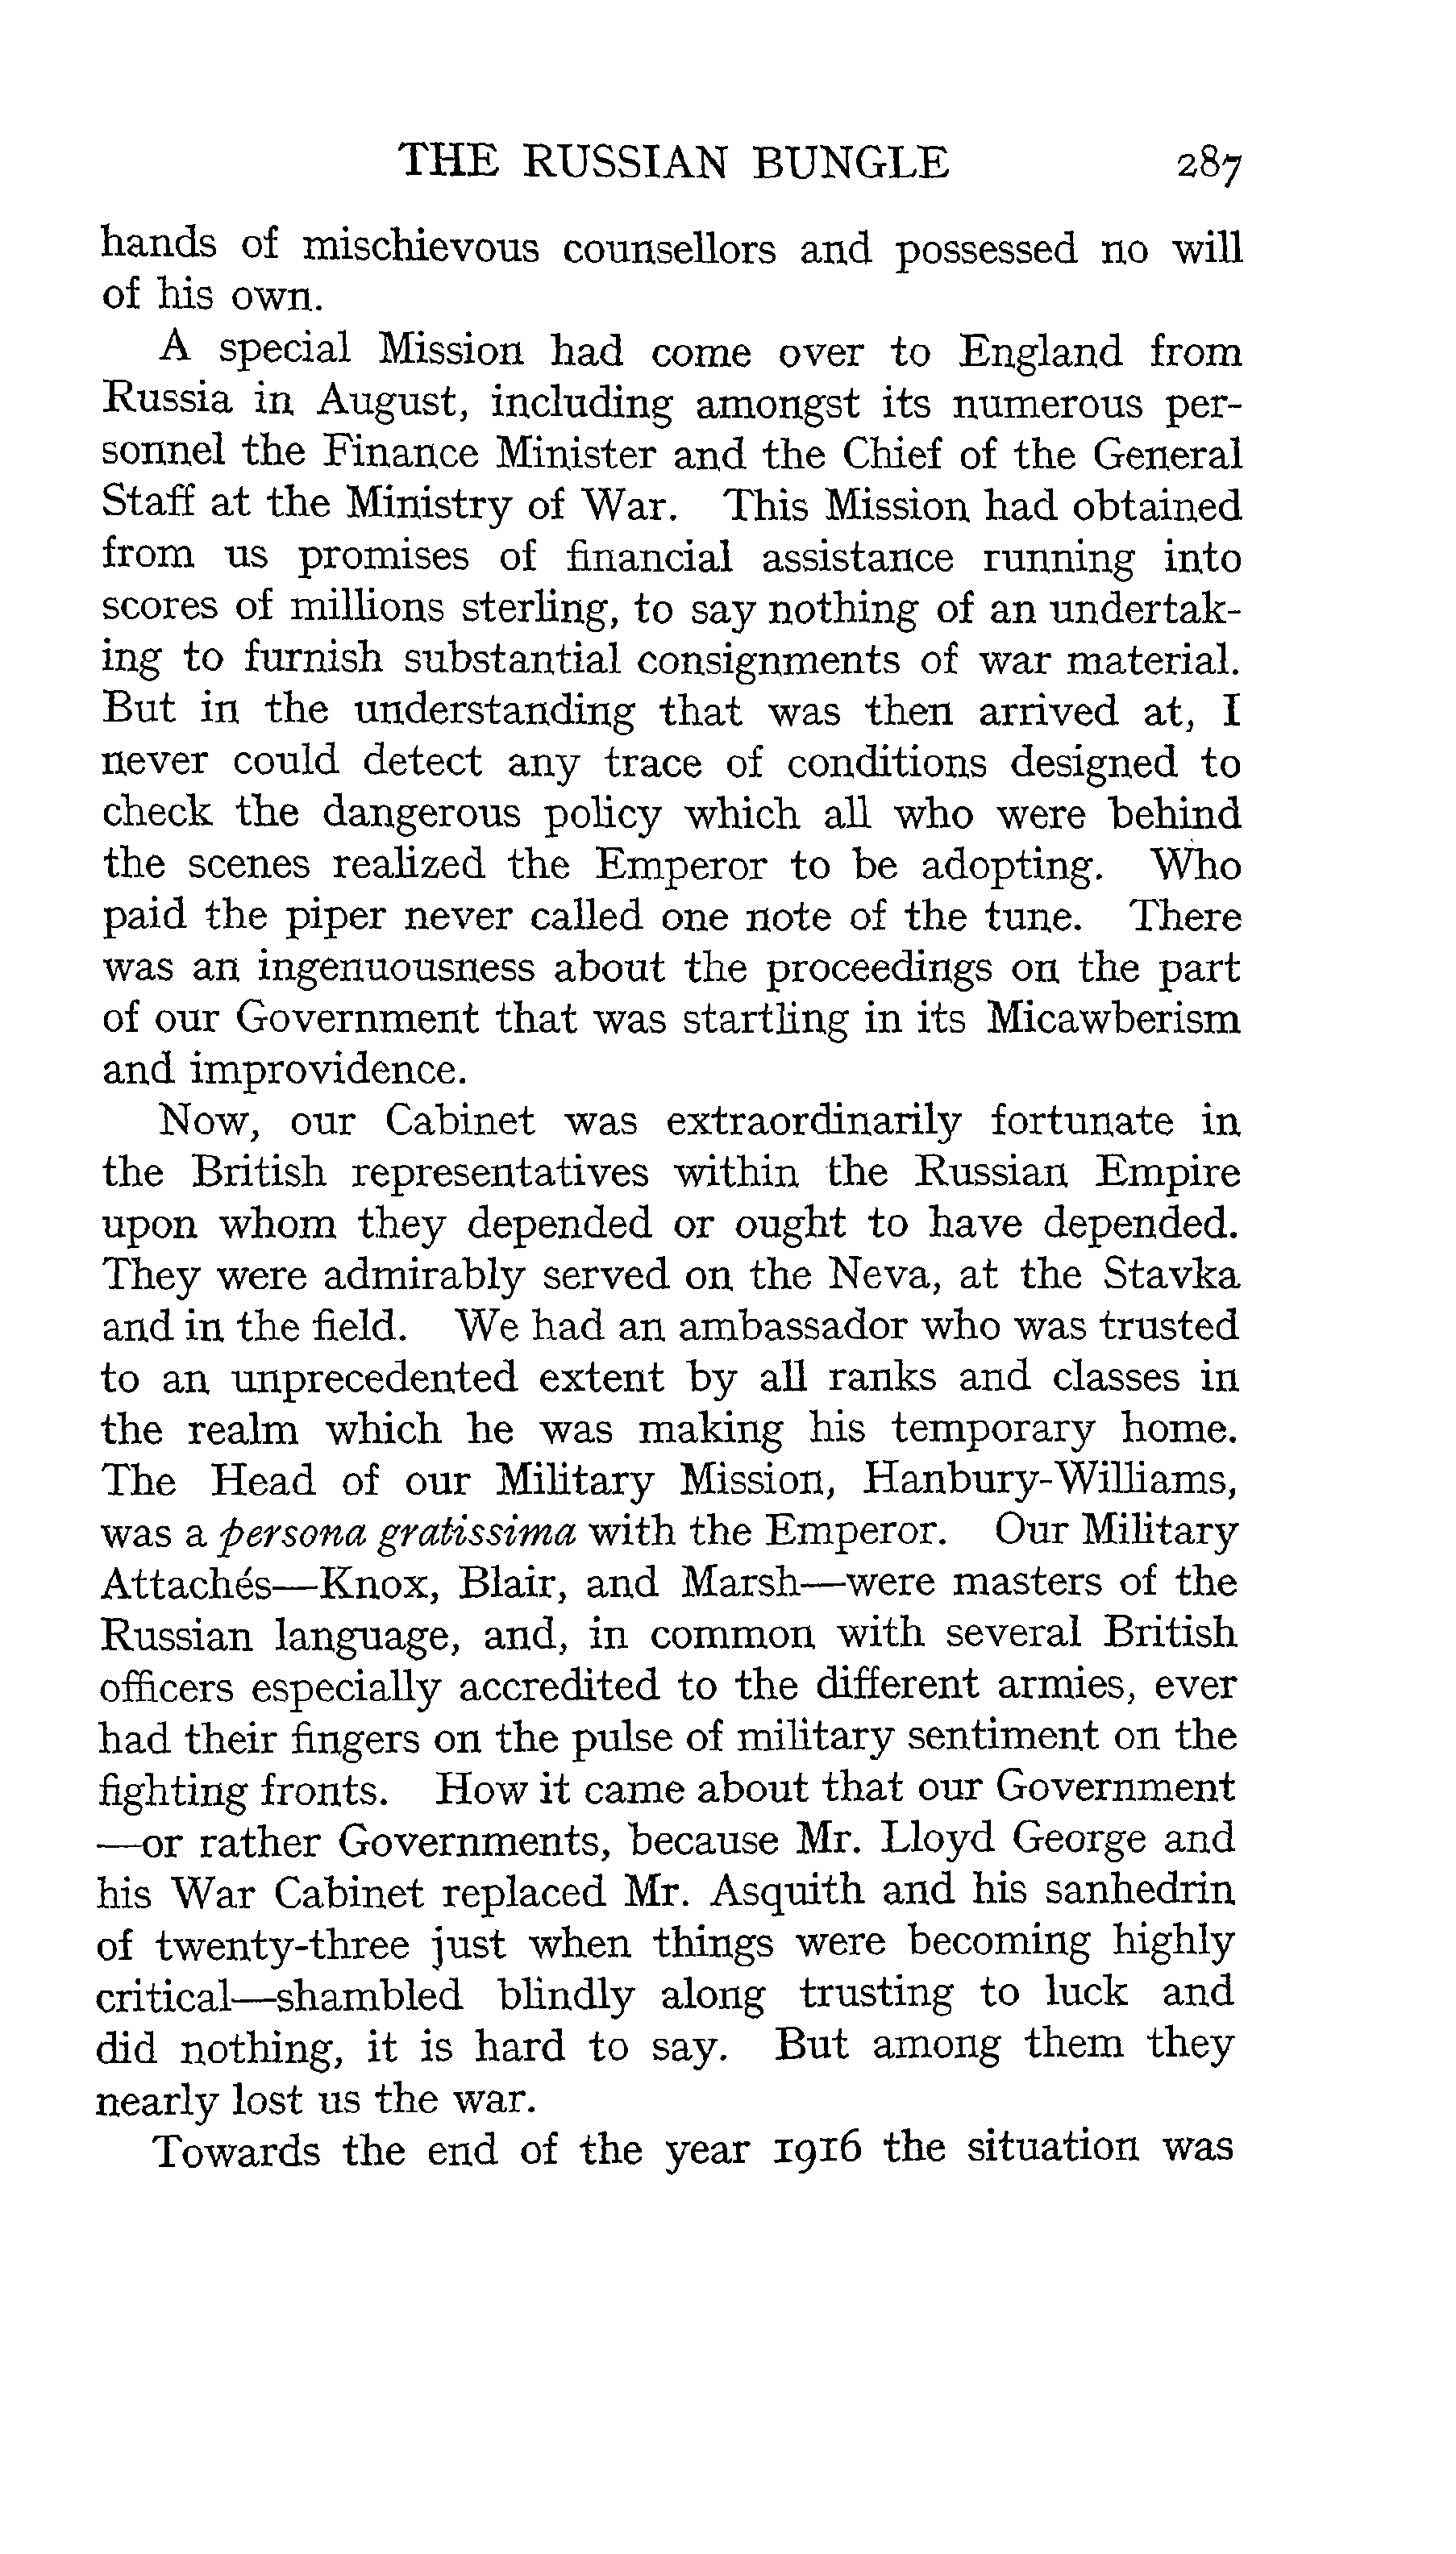 THE RUSSIAN BUNGLE 287
hands of mischievous counsellors and possessed no will
of his own.
A special Mission had come over to England from
Russia in August, including amongst its numerous per-
sonnel the Finance Minister and the Chief of the General
Staff at the Ministry of War. This Mission had obtained
from us promises of financial assistance running into
scores of millions sterling, to say nothing of an undertak-
ing to furnish substantial consignments of war material.
But in the understanding that was then arrived at, I
never could detect any trace of conditions designed to
check the dangerous policy which all who were behind
the scenes realized the Emperor to be adopting. Who
paid the piper never called one note of the tune. There
was an ingenuousness about the proceedings on the part
of our Government that was startling in its Micawberism
and improvidence.
Now, our Cabinet was extraordinarily fortunate in
the British representatives within the Russian Empire
upon whom they depended or ought to have depended.
They were admirably served on the Neva, at the Stavka
and in the field. We had an ambassador who was trusted
to an unprecedented extent by all ranks and classes in
the realm which he was making his temporary home.
The Head of our Military Mission, Hanbury-Williams,
was a persona gratissima with the Emperor. Our Military
Attachés—Knox, Blair, and Marsh—were masters of the
Russian language, and, in common with several British
officers especially accredited to the different armies, ever
had their fingers on the pulse of military sentiment on the
fighting fronts. How it came about that our Government
—or rather Governments, because Mr. Lloyd George and
his War Cabinet replaced Mr. Asquith and his sanhedrin
of twenty-three just when things were becoming highly
critical—shambled blindly along trusting to luck and
did nothing, it is hard to say. But among them they
nearly lost us the war.
Towards the end of the year 1916 the situation was